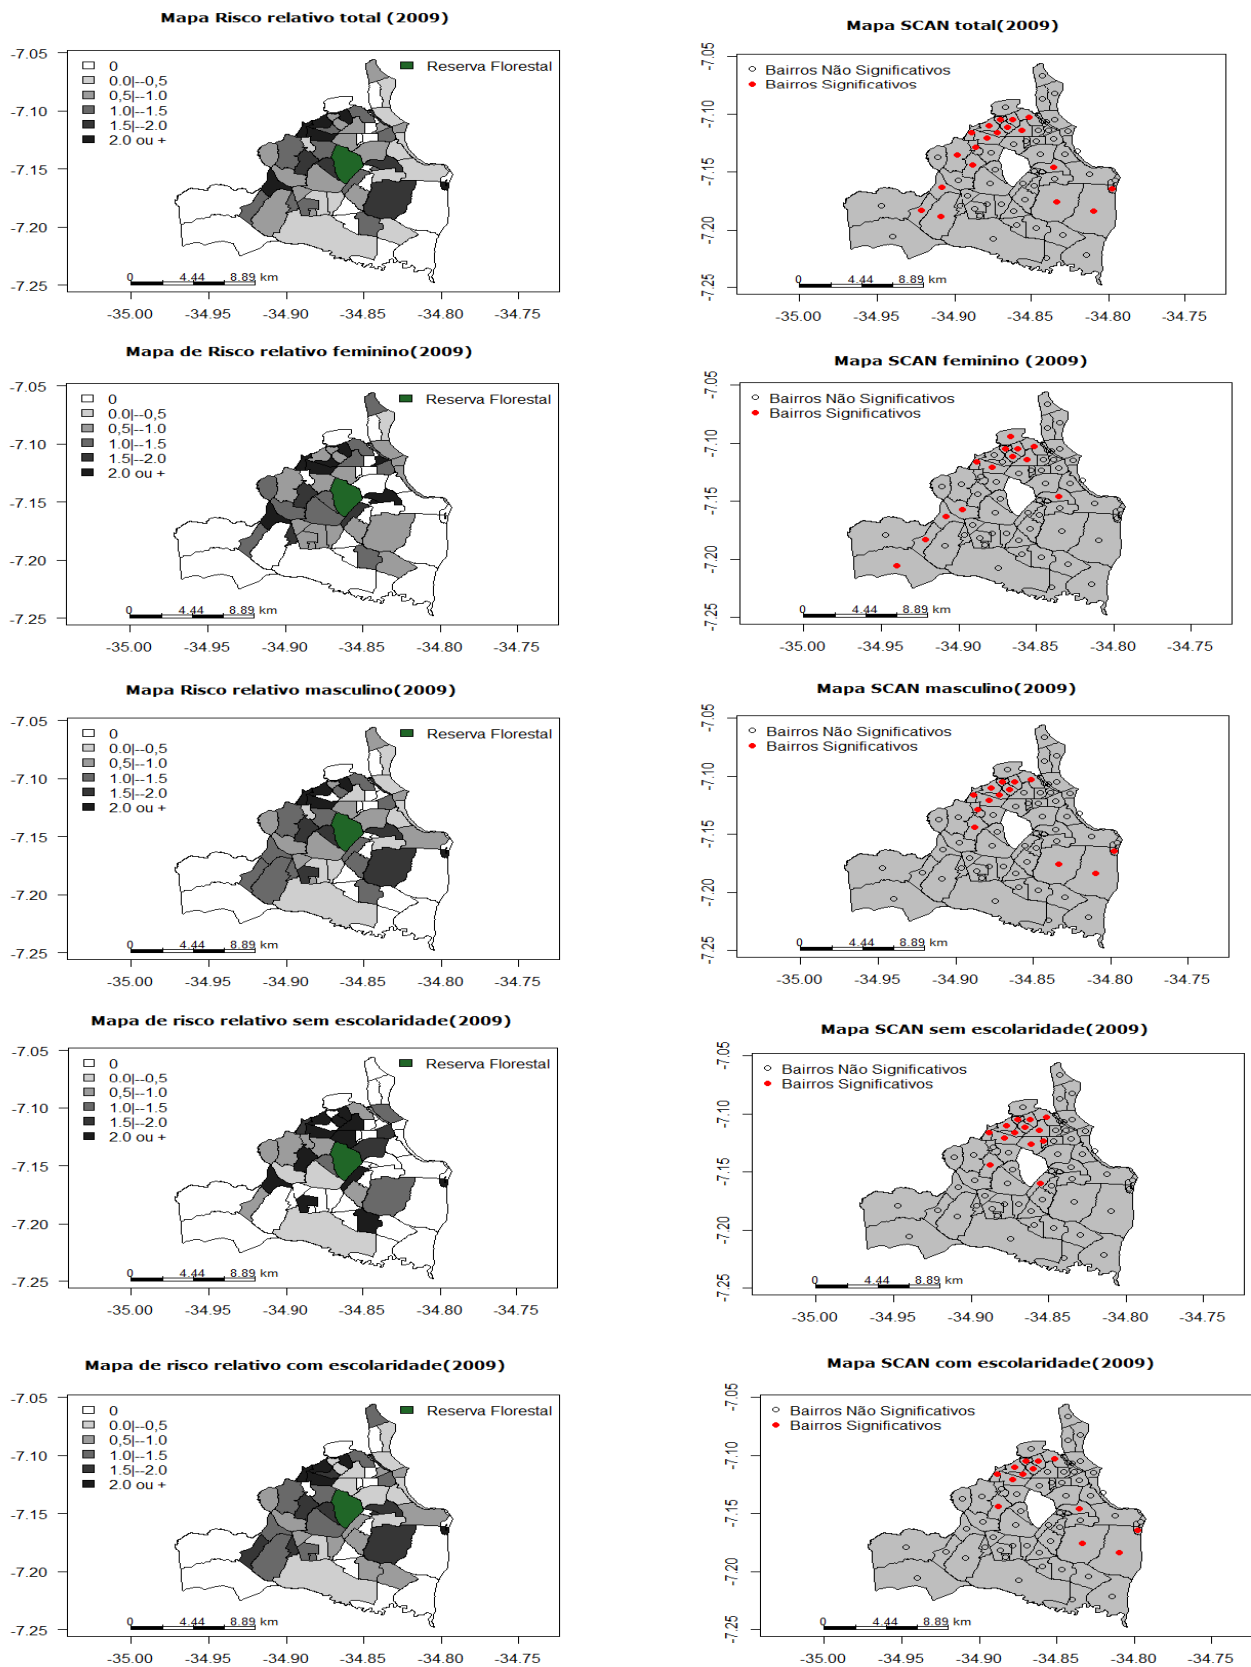 Mapa Risco relativo total (2009)
-7.05
-7.10
-7.15
-7.20
-7.25
0
0.0|--0,5
0,5|--1.0
1.0|--1.5
1.5|--2.0
2.0 ou +
Reserva Florestal
0 4.44 8.89 km
-35.00 -34.95 -34.90 -34.85 -34.80 -34.75
Mapa SCAN total(2009)
-7.05
-7.10
-7.15
-7.20
-7.25
Bairros Não Significativos
Bairros Significativos
0 4.44 8.89 km
-35.00 -34.95 -34.90 -34.85 -34.80 -34.75
Mapa de Risco relativo feminino(2009)
-7.05
-7.10
-7.15
-7.20
-7.25
0
0.0|--0,5
0,5|--1.0
1.0|--1.5
1.5|--2.0
2.0 ou +
Reserva Florestal
0 4.44 8.89 km
-35.00 -34.95 -34.90 -34.85 -34.80 -34.75
Mapa SCAN feminino (2009)
-7.05
-7.10
-7.15
-7.20
-7.25
Bairros Não Significativos
Bairros Significativos
0 4.44 8.89 km
-35.00 -34.95 -34.90 -34.85 -34.80 -34.75
Mapa Risco relativo masculino(2009)
-7.05
-7.10
-7.15
-7.20
-7.25
0
0.0|--0,5
0,5|--1.0
1.0|--1.5
1.5|--2.0
2.0 ou +
Reserva Florestal
0 4.44 8.89 km
-35.00 -34.95 -34.90 -34.85 -34.80 -34.75
Mapa SCAN masculino(2009)
-7.05
-7.10
-7.15
-7.20
-7.25
Bairros Não Significativos
Bairros Significativos
0 4.44 8.89 km
-35.00 -34.95 -34.90 -34.85 -34.80 -34.75
Mapa de risco relativo sem escolaridade(2009)
-7.05
-7.10
-7.15
-7.20
-7.25
0
0.0|--0,5
0,5|--1.0
1.0|--1.5
1.5|--2.0
2.0 ou +
Reserva Florestal
0 4.44 8.89 km
-35.00 -34.95 -34.90 -34.85 -34.80 -34.75
Mapa SCAN sem escolaridade(2009)
-7.05
-7.10
-7.15
-7.20
-7.25
Bairros Não Significativos
Bairros Significativos
0 4.44 8.89 km
-35.00 -34.95 -34.90 -34.85 -34.80 -34.75
Mapa de risco relativo com escolaridade(2009)
-7.05
-7.10
-7.15
-7.20
-7.25
0
0.0|--0,5
0,5|--1.0
1.0|--1.5
1.5|--2.0
2.0 ou +
Reserva Florestal
0 4.44 8.89 km
-35.00 -34.95 -34.90 -34.85 -34.80 -34.75
Mapa SCAN com escolaridade(2009)
-7.05
-7.10
-7.15
-7.20
-7.25
Bairros Não Significativos
Bairros Significativos
0 4.44 8.89 km
-35.00 -34.95 -34.90 -34.85 -34.80 -34.75